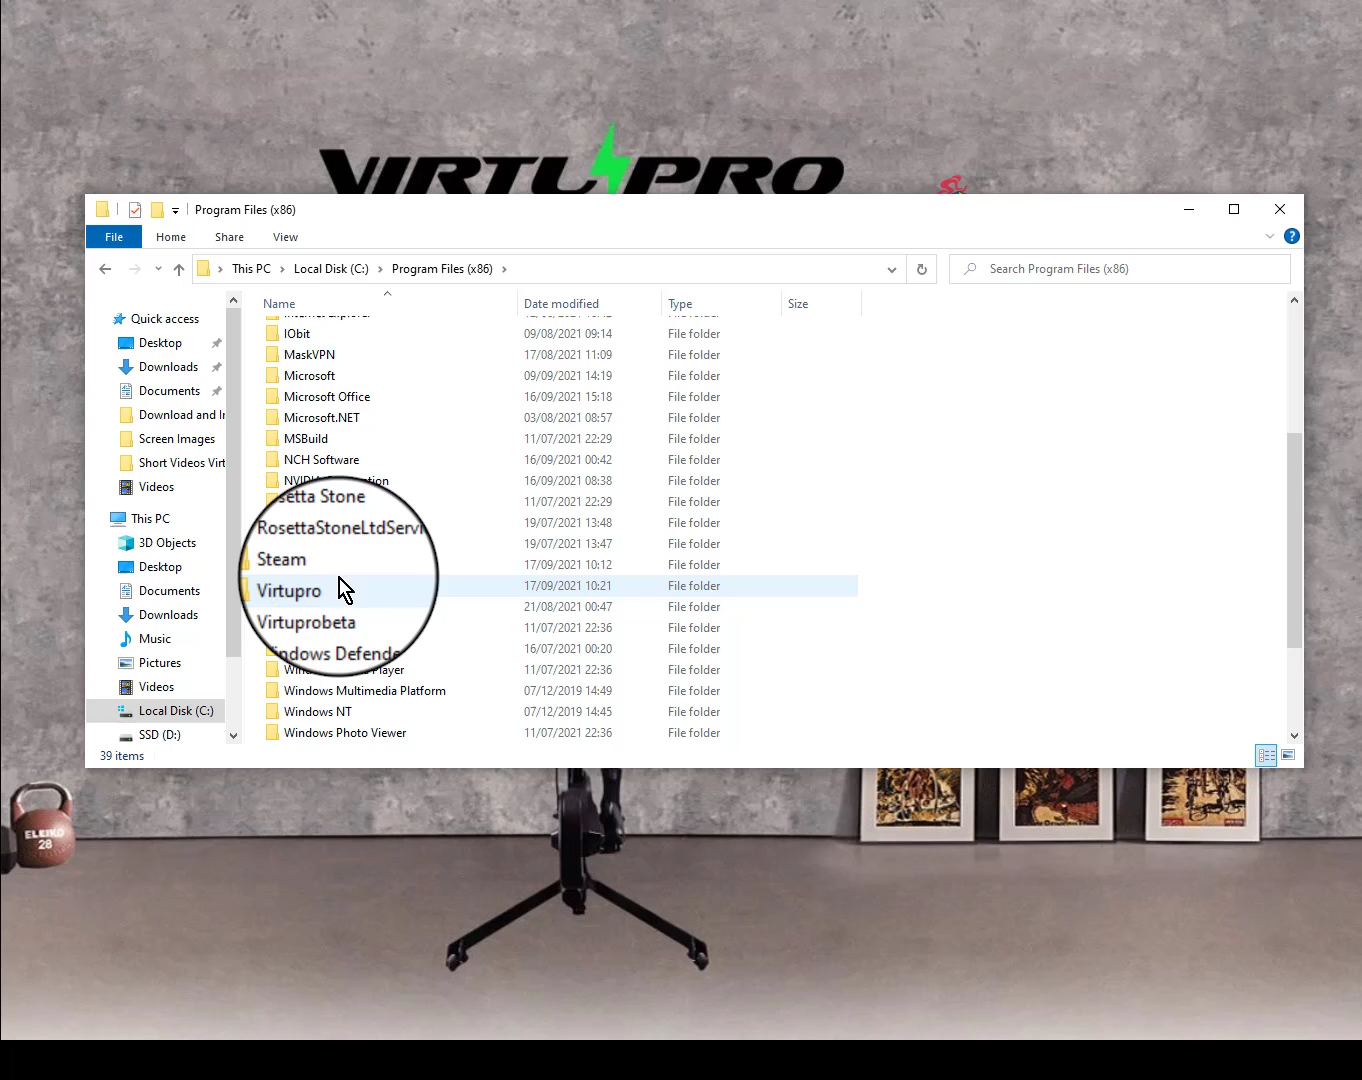 VIRTUPRO
Program Files (x86)
File Home Share View
This PC Local Disk (C:) Program Files (x86)
Search Program Files (x86)
Name Date modified Type Size
Quick access
Desktop
Downloads
Documents
Download and
Screen Images
Short Videos
Videos
This PC
3D Objects
Desktop
Documents
Downloads
Music
Pictures
Videos
Local Disk (C:)
SSD (D:)
IObit 09/08/2021 09:14 File folder
MaskVPN 17/08/2021 11:09 File folder
Microsoft 09/09/2021 14:19 File folder
Microsoft Office 16/09/2021 15:18 File folder
Microsoft.NET 03/08/2021 08:57 File folder
MSBuild 11/07/2021 22:29 File folder
NCH Software 16/09/2021 00:42 File folder
16/09/2021 08:38 File folder
Stone 11/07/2021 22:29 File folder
19/07/2021 13:48 File folder
19/07/2021 13:47 File folder
Steam 17/09/2021 10:12 File folder
Virtupro 17/09/2021 10:21 File folder
Virtuprobeta 21/08/2021 00:47 File folder
11/07/2021 22:36 File folder
16/07/2021 00:20 File folder
Player 11/07/2021 22:36 File folder
Windows Multimedia Platform 07/12/2019 14:49 File folder
Windows NT 07/12/2019 14:45 File folder
Windows Photo Viewer 11/07/2021 22:36 File folder
39 items
ELEIKO
28